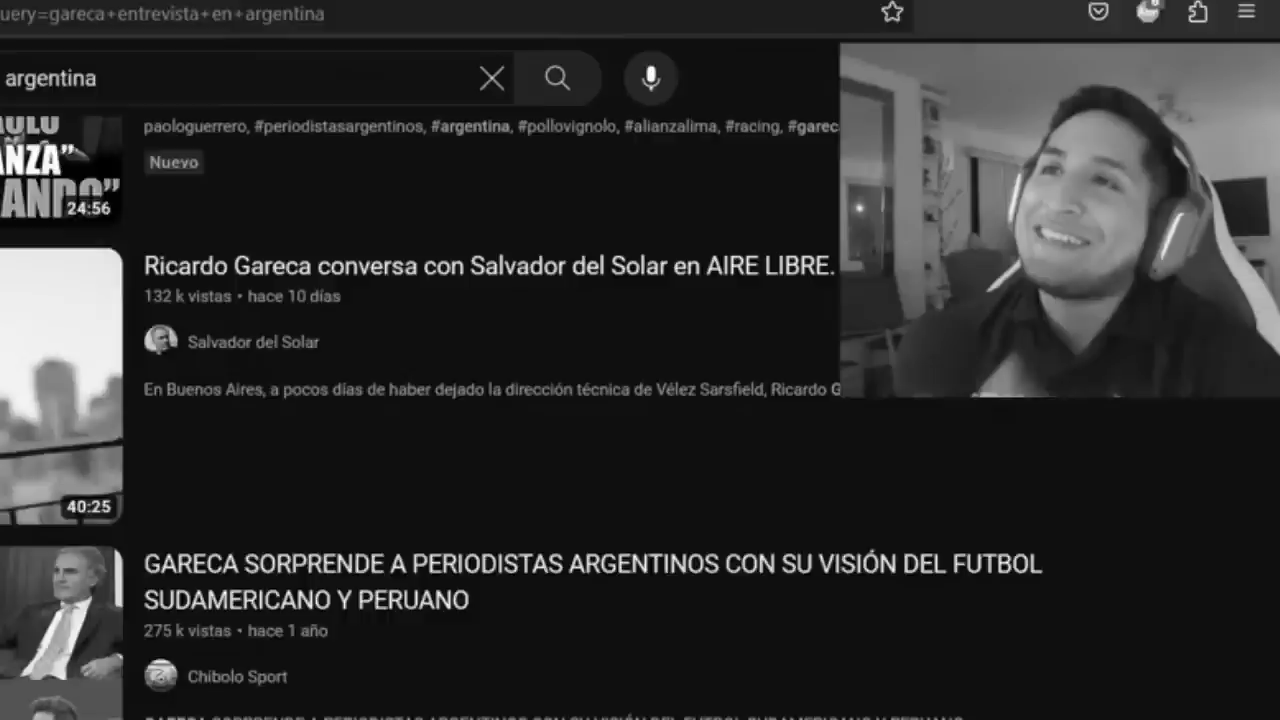 uery=gareca+entrevista+en+argentina
argentina
paologuerrero, #periodistasargentinos, #argentina, #pollovignolo, #alianzalima, #racing, #garec
ANZA”
Nuevo
ANDO”
24:56
Ricardo Gareca conversa con Salvador del Solar en AIRE LIBRE.
132 k vistas • hace 10 días
Salvador del Solar
En Buenos Aires, a pocos días de haber dejado la dirección técnica de Vélez Sarsfield, Ricardo G
40:25
GARECA SORPRENDE A PERIODISTAS ARGENTINOS CON SU VISIÓN DEL FUTBOL
SUDAMERICANO Y PERUANO
275 k vistas • hace 1 año
Chibolo Sport